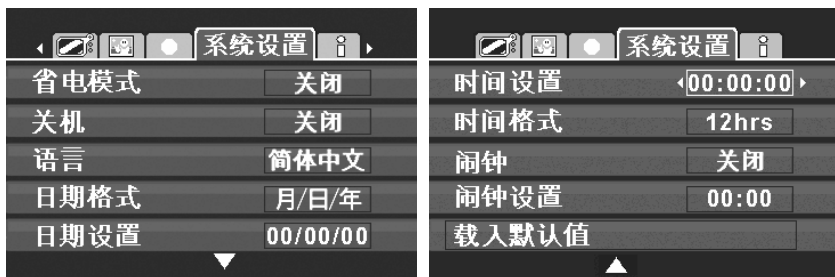 系统设置
省电模式 关闭
关机 关闭
语言 简体中文
日期格式 月/日/年
日期设置 00/00/00
系统设置
时间设置 00:00:00
时间格式 12hrs
闹钟 关闭
闹钟设置 00:00
载入默认值